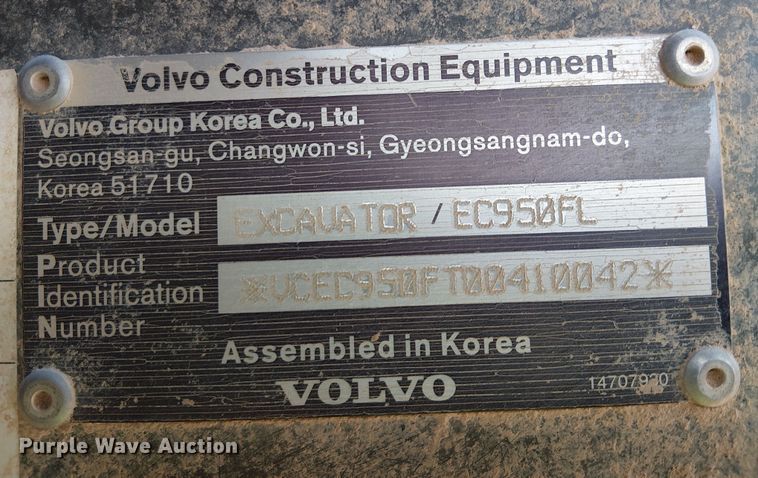 Volvo Construction Equipment
Volvo Group Korea Co., Ltd.
Seongsan-gu, Changwon-si, Gyeongsangnam-do,
Korea 51710
Type/Model EXCAVATOR / EC950FL
Product
Identification *VCEC950FT00410042*
Number
Assembled in Korea
VOLVO
Purple Wave Auction